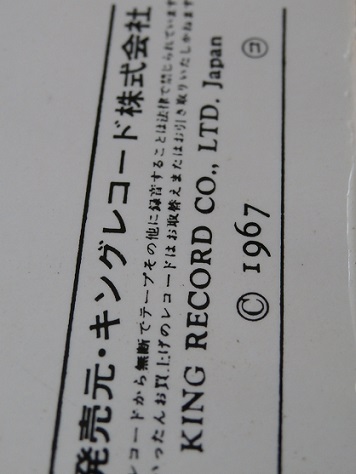 発売元・キングレコード株式会社
レコードから無断でテープその他に録音することは法律で禁じられています
いったんお買上げのレコードはお取替えまたはお引き取りいたしかねます
KING RECORD CO., LTD. Japan
© 1967 ㋙